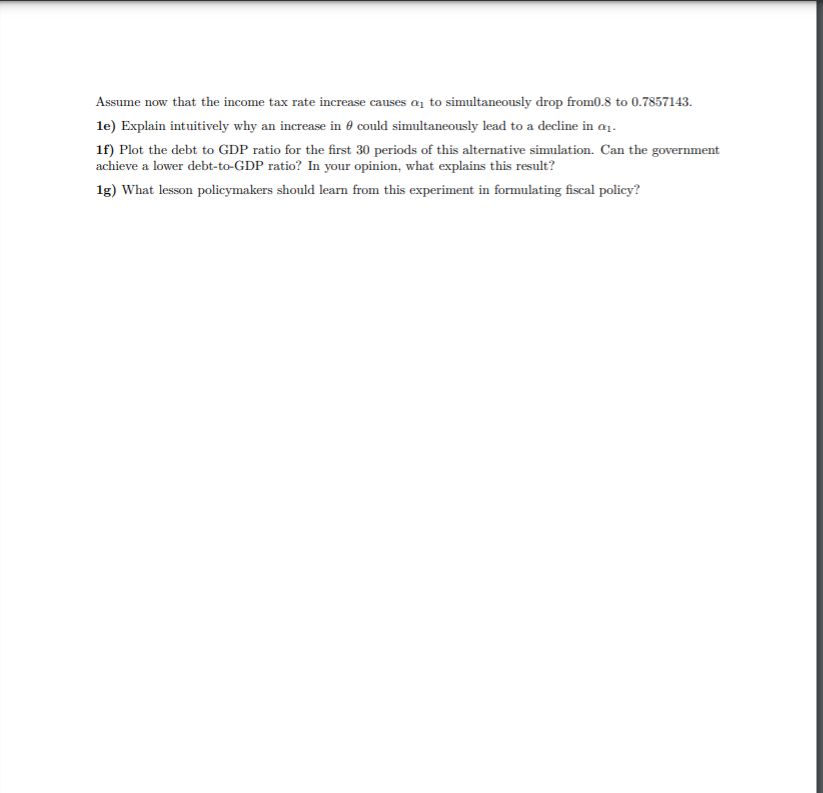 Assume now that the income tax rate increase causes α₁ to simultaneously drop from0.8 to 0.7857143.
1e) Explain intuitively why an increase in θ could simultaneously lead to a decline in α₁.
1f) Plot the debt to GDP ratio for the first 30 periods of this alternative simulation. Can the government
achieve a lower debt-to-GDP ratio? In your opinion, what explains this result?
1g) What lesson policymakers should learn from this experiment in formulating fiscal policy?